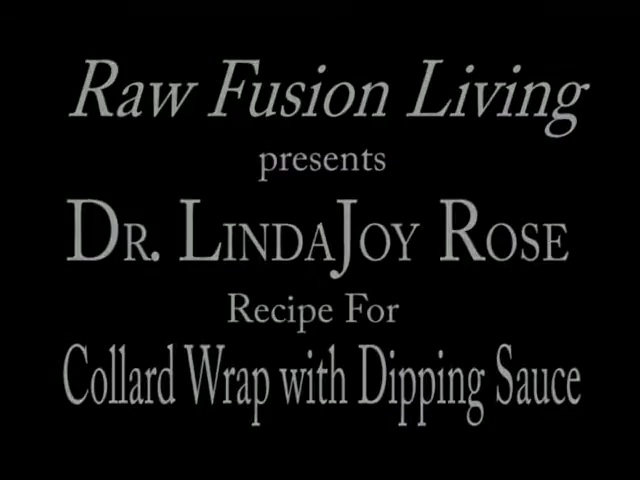 Raw Fusion Living
presents
Dr. LindaJoy Rose
Recipe For
Collard Wrap with Dipping Sauce